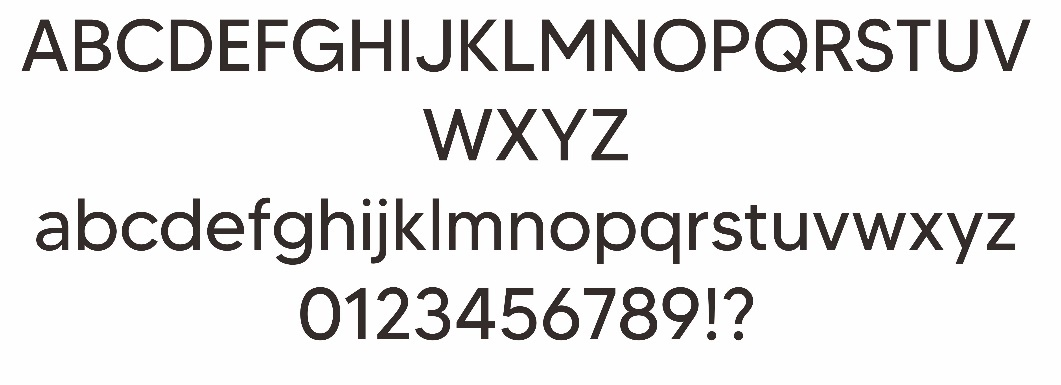 ABCDEFGHIJKLMNOPQRSTUV
WXYZ
abcdefghijklmnopqrstuvwxyz
0123456789!?